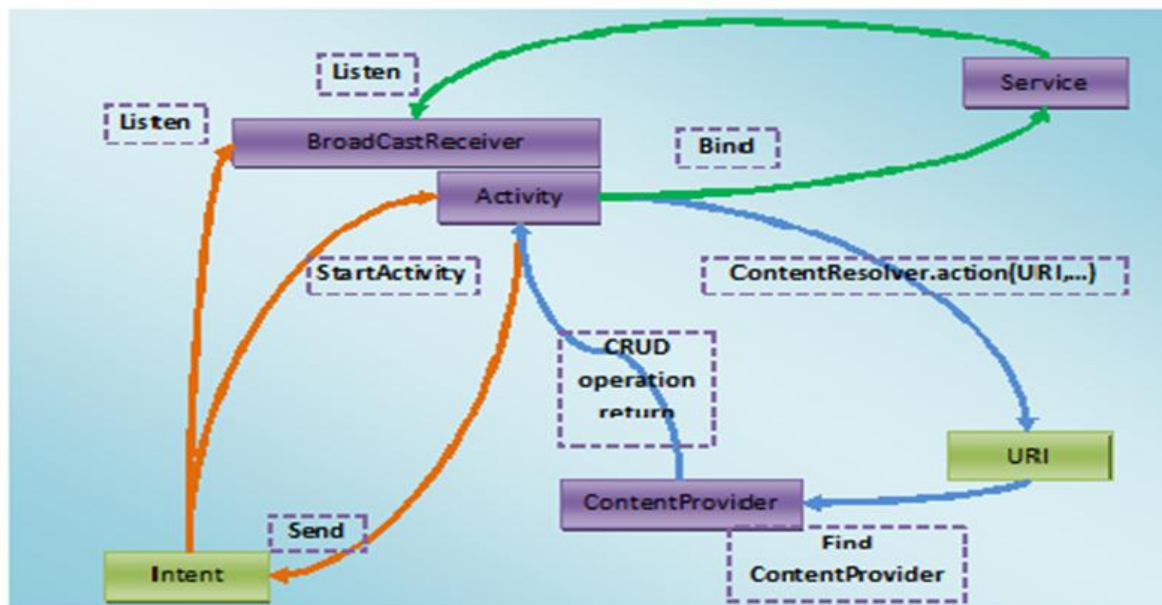 Listen
Service
Listen
BroadCastReceiver
Bind
Activity
StartActivity
ContentResolver.action(URI,...)
CRUD
operation
return
URI
ContentProvider
Send
Find
ContentProvider
Intent